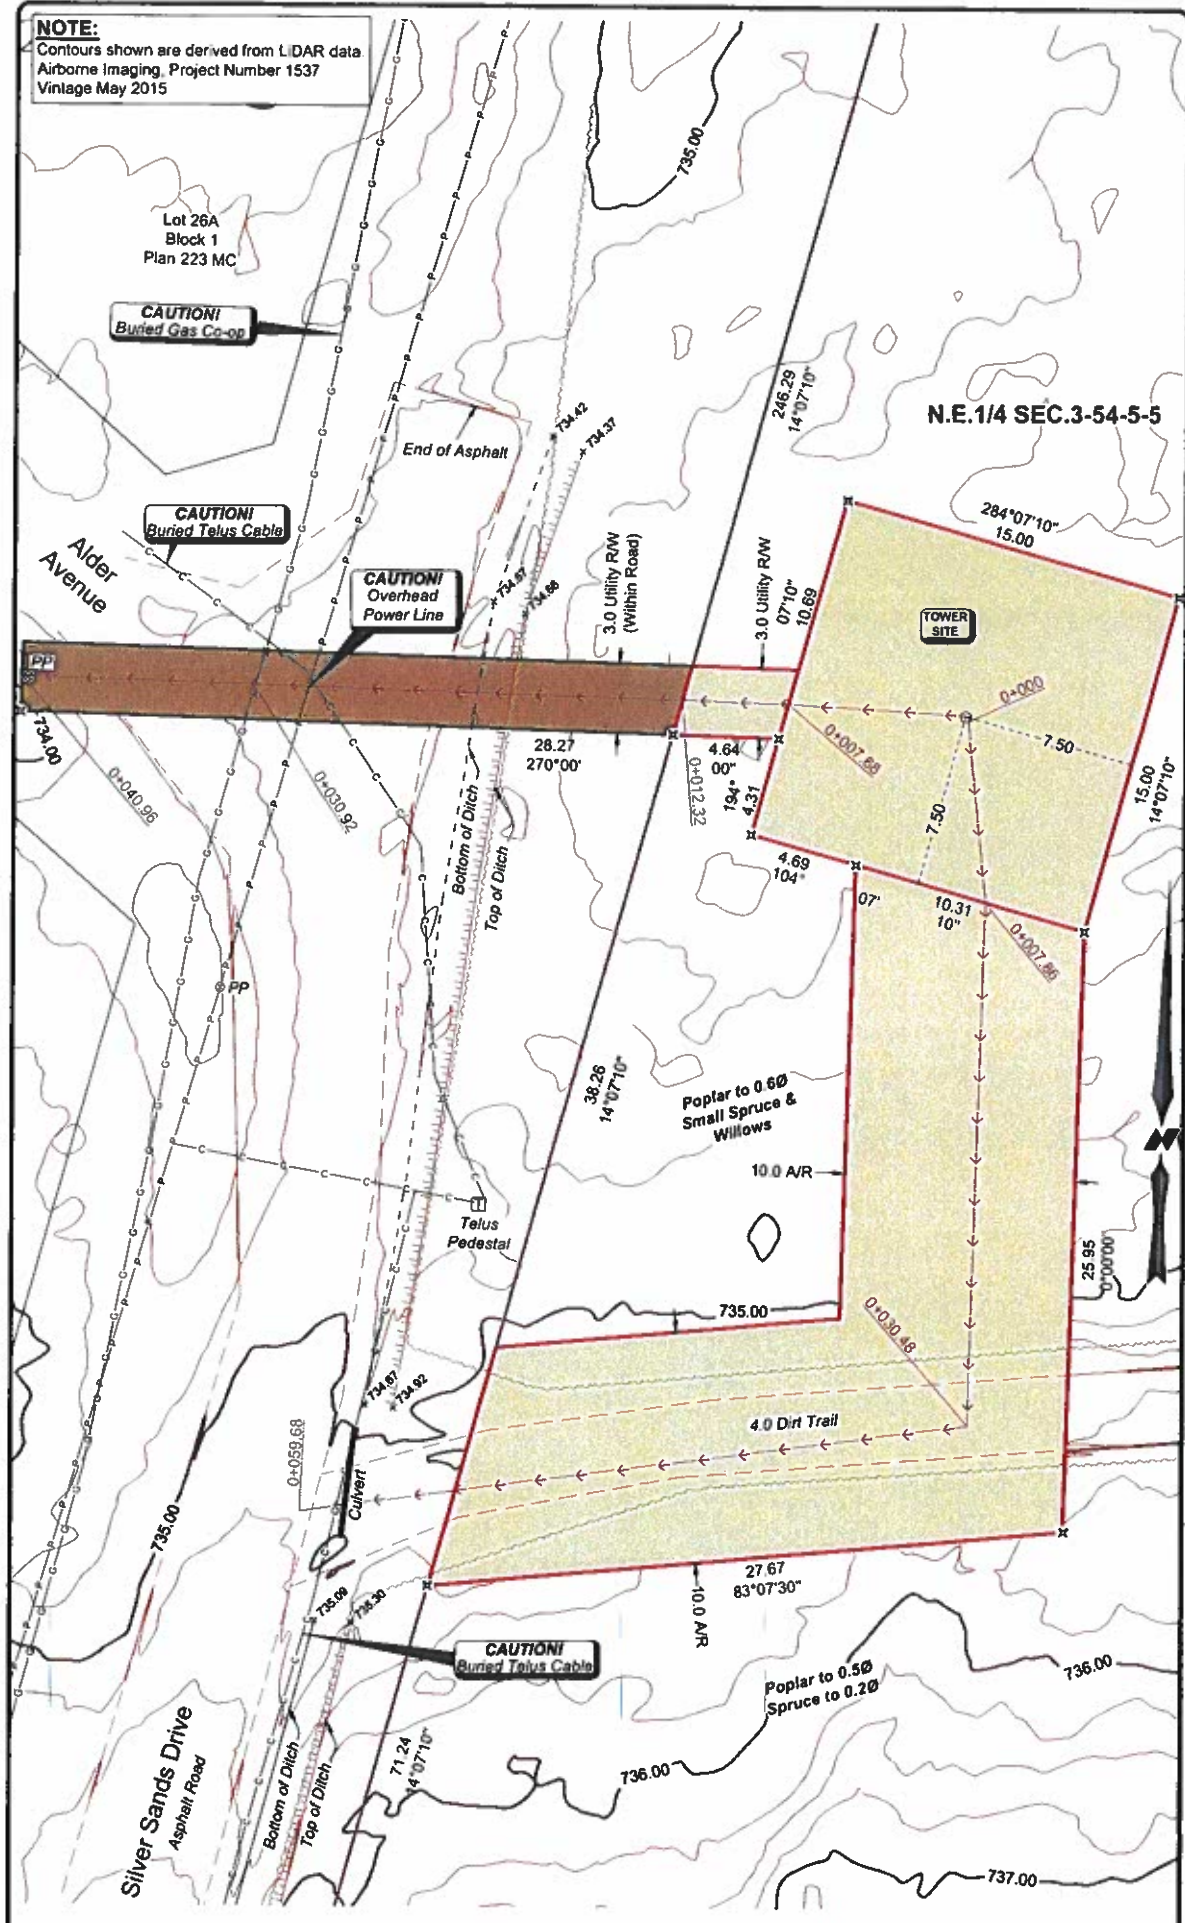 NOTE:
Contours shown are derived from LiDAR data
Airborne Imaging, Project Number 1537
Vintage May 2015
735.00
Lot 26A
Block 1
Plan 223 MC
CAUTION!
Buried Gas Co-op
246.29
14°07'10"
N.E.1/4 SEC.3-54-5-5
734.42
734.37
End of Asphalt
CAUTION!
Buried Telus Cable
284°07'10"
15.00
Alder
Avenue
CAUTION!
Overhead
Power Line
734.57
734.66
3.0 Utility R/W
(Within Road)
3.0 Utility R/W
07'10"
10.69
TOWER
SITE
PP
0+000
7.50
734.00
0+040.96
0+030.92
28.27
270°00'
4.64
00"
0+012.32
194°
4.31
0+007.68
7.50
15.00
14°07'10"
Bottom of Ditch
Top of Ditch
4.69
104°
07'
10.31
10"
0+007.86
PP
38.26
14°07'10"
Poplar to 0.6Ø
Small Spruce &
Willows
10.0 A/R
N
Telus
Pedestal
25.95
0°00'00"
735.00
0+030.48
734.67
734.92
4.0 Dirt Trail
0+059.68
Culvert
735.00
27.67
83°07'30"
10.0 A/R
735.09
735.30
CAUTION!
Buried Telus Cable
Poplar to 0.5Ø
Spruce to 0.2Ø
736.00
Silver Sands Drive
Asphalt Road
Bottom of Ditch
Top of Ditch
71.24
14°07'10"
736.00
737.00